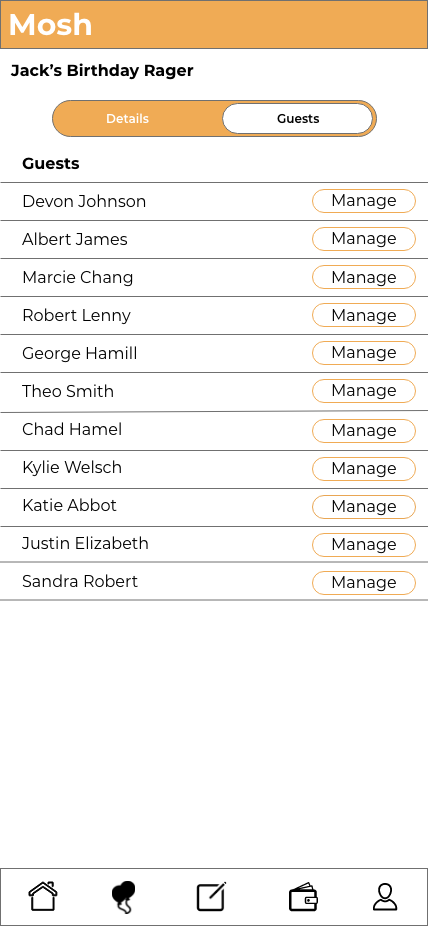 Mosh
Jack’s Birthday Rager
Details Guests
Guests
Devon Johnson Manage
Albert James Manage
Marcie Chang Manage
Robert Lenny Manage
George Hamill Manage
Theo Smith Manage
Chad Hamel Manage
Kylie Welsch Manage
Katie Abbot Manage
Justin Elizabeth Manage
Sandra Robert Manage